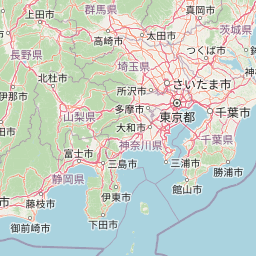 群馬県
茨城県
上田市
真岡市
高崎市
太田市
長野県
つくば市
埼玉県
北杜市
所沢市
さいたま市
伊那市
多摩市
山梨県
東京都
千葉市
大和市
富士市
神奈川県
千葉県
三島市
三浦市
勝浦市
静岡県
館山市
藤枝市
伊東市
御前崎市
下田市